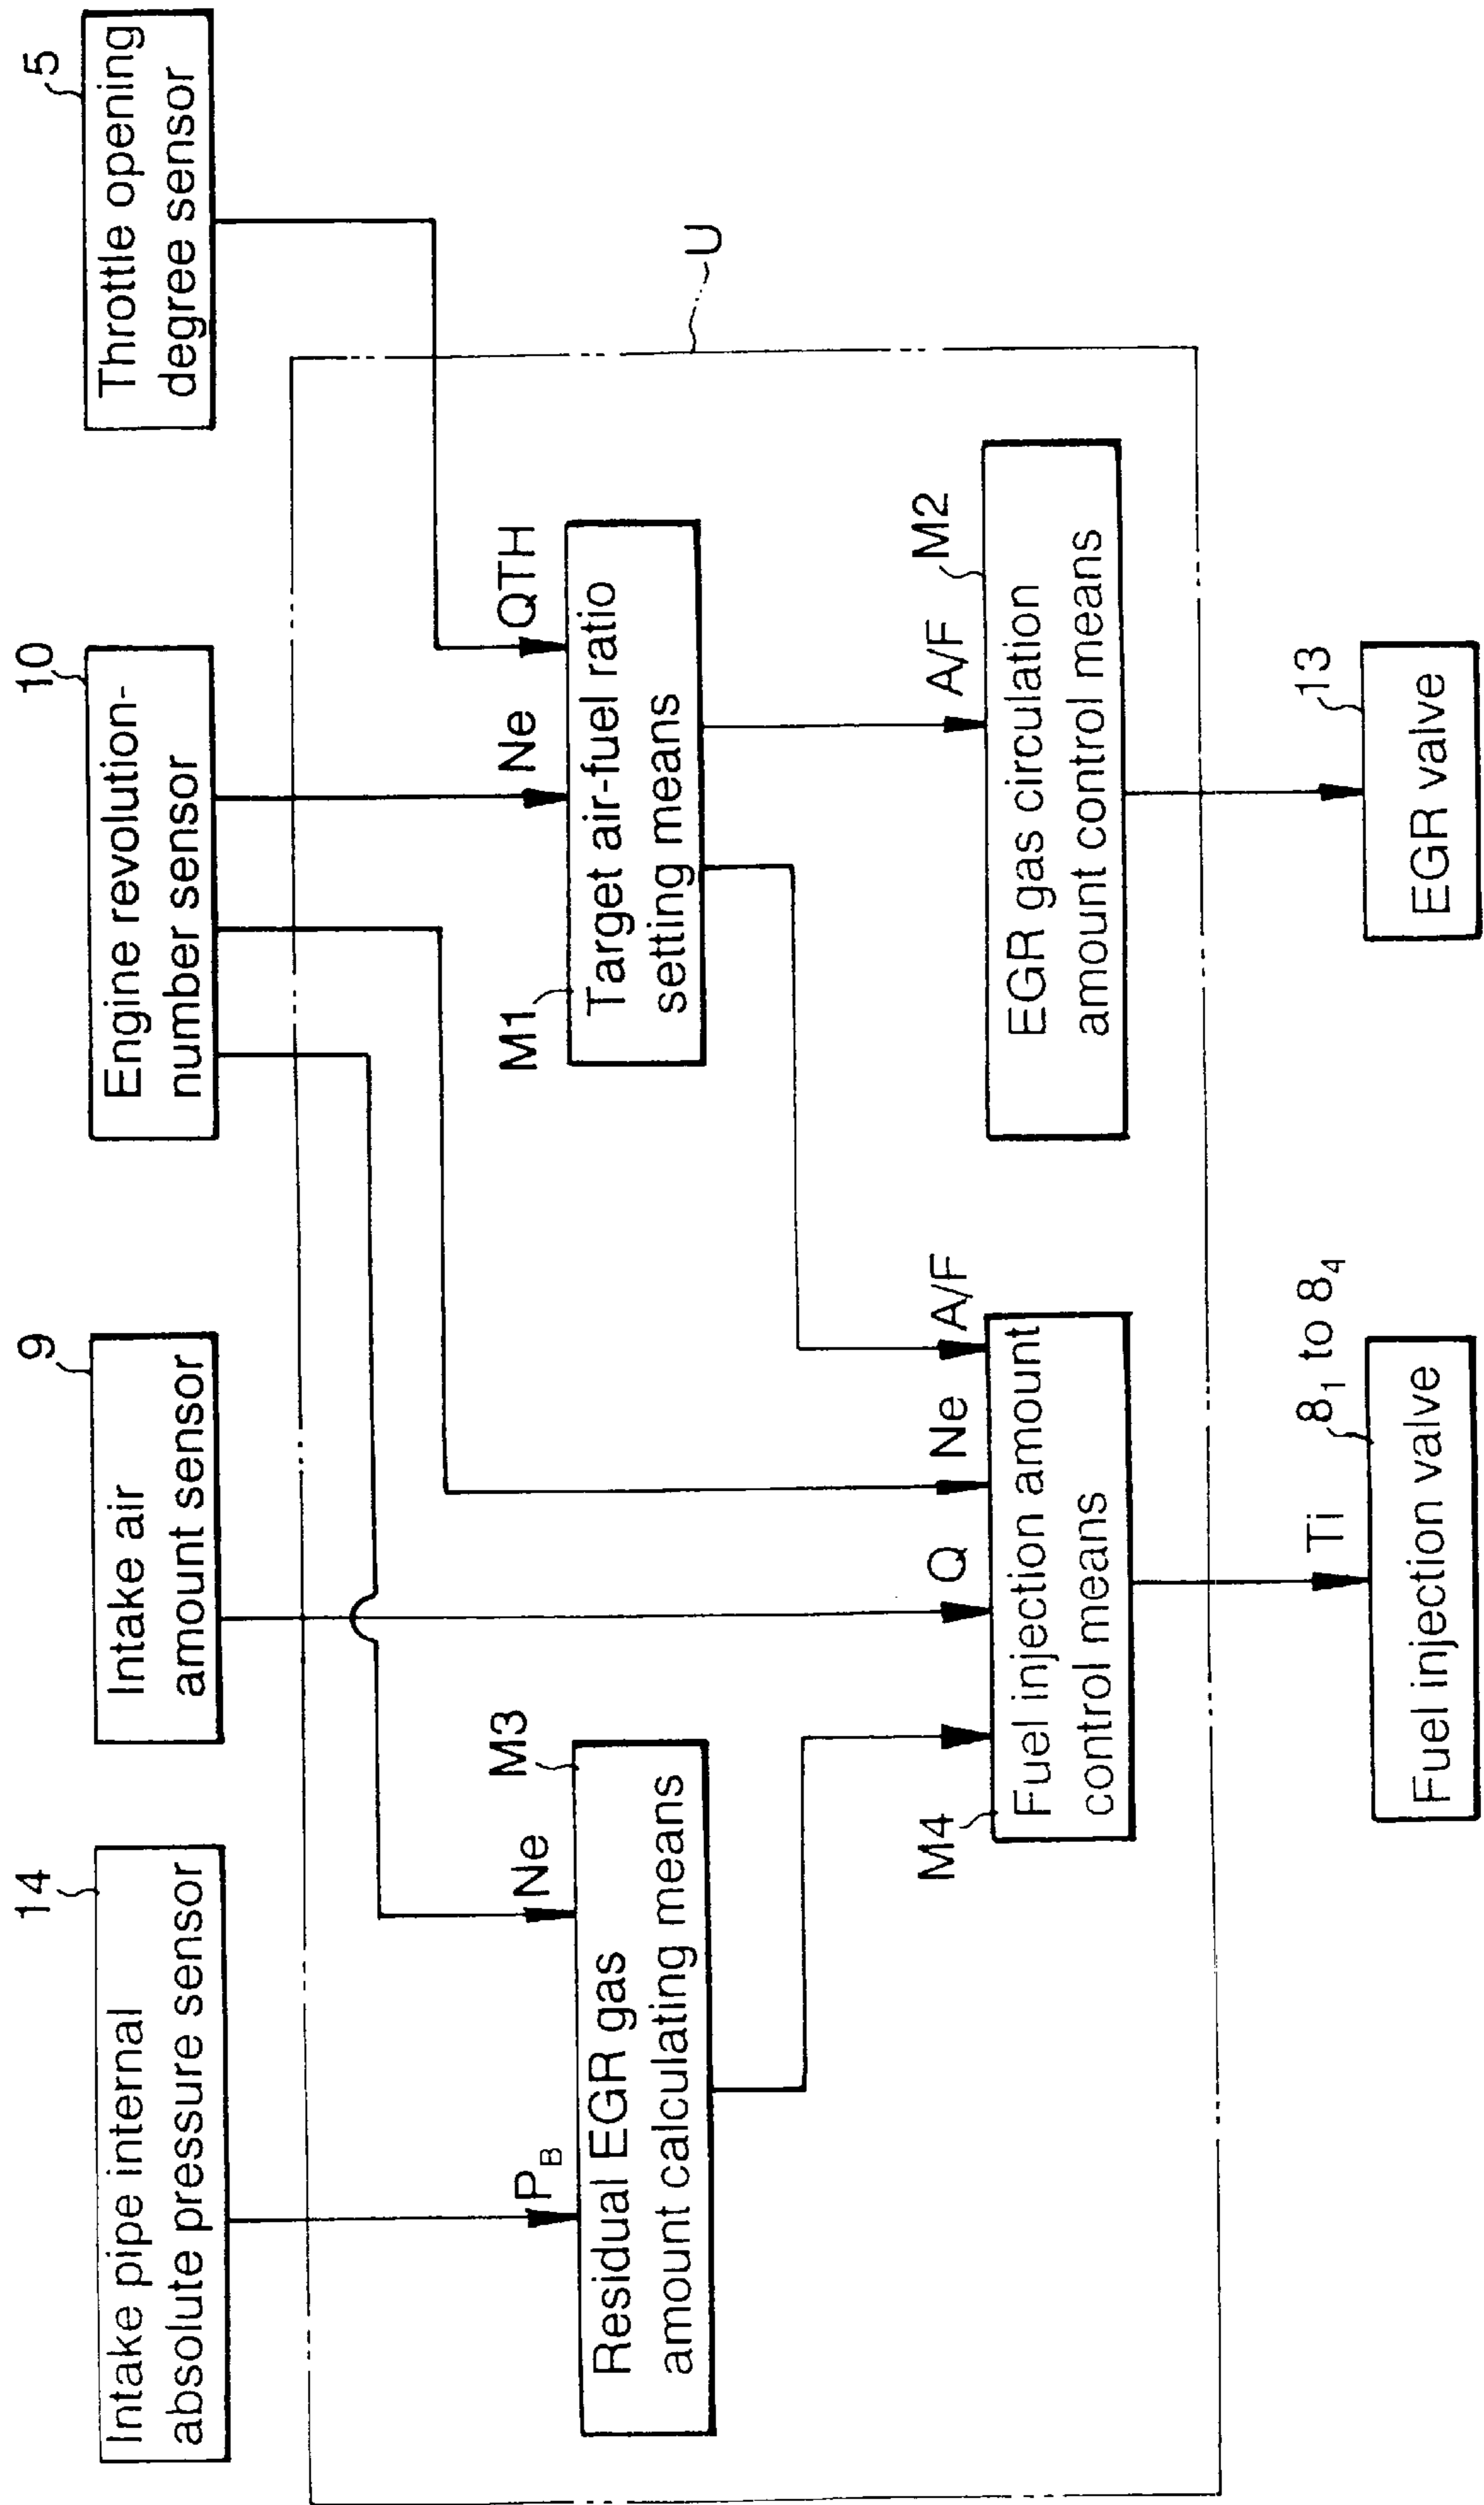 14
Intake pipe internal
absolute pressure sensor
9
Intake air
amount sensor
10
Engine revolution-
number sensor
5
Throttle opening
degree sensor
U
P_B
Ne
M3
Residual EGR gas
amount calculating means
M1
Ne
QTH
Target air-fuel ratio
setting means
M4
Q
Ne
A/F
Fuel injection amount
control means
A/F
M2
EGR gas circulation
amount control means
Ti
8₁ to 8₄
Fuel injection valve
13
EGR valve